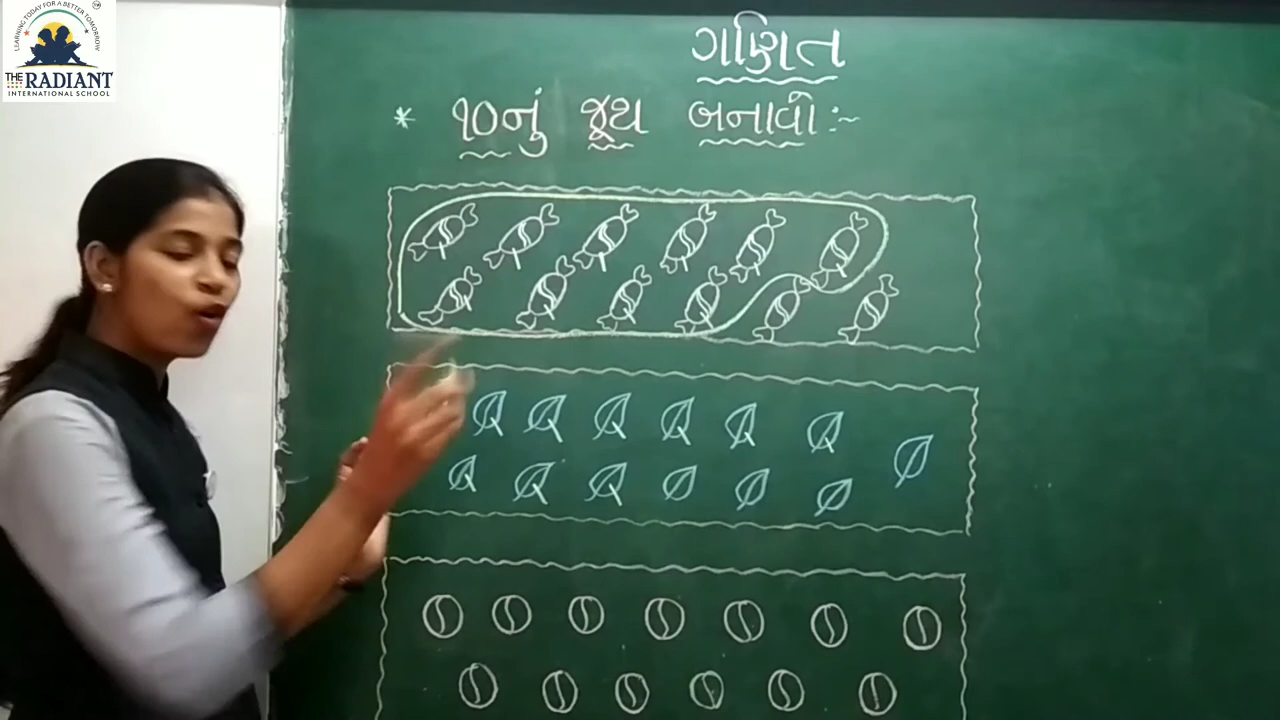 LEARNING TODAY FOR A BETTER TOMORROW
THE RADIANT
INTERNATIONAL SCHOOL
ગણિત
* ૧૦નું જૂથ બનાવો :-